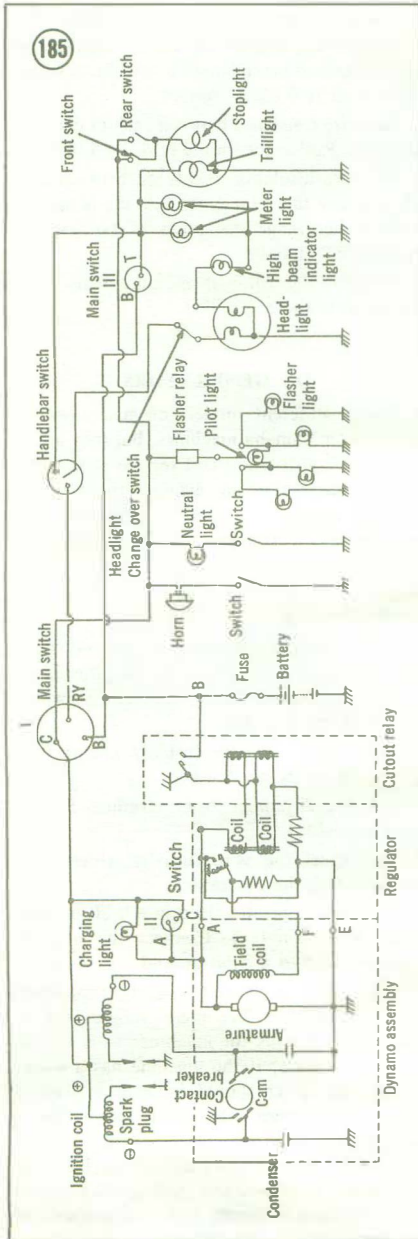 185
Ignition coil
Spark
plug
Condenser
Contact
breaker
Cam
Armature
Dynamo assembly
Charging
light
Switch
II
A
C
A
Field
coil
F
E
Coil
Coil
Regulator
Cutout relay
Main switch
I
C
RY
B
B
Fuse
Battery
Horn
Switch
Neutral
light
Switch
Headlight
Change over switch
Flasher relay
Pilot light
Flasher
light
Handlebar switch
Main switch
III
B
T
Head-
light
High
beam
indicator
light
Meter
light
Front switch
Rear switch
Stoplight
Taillight